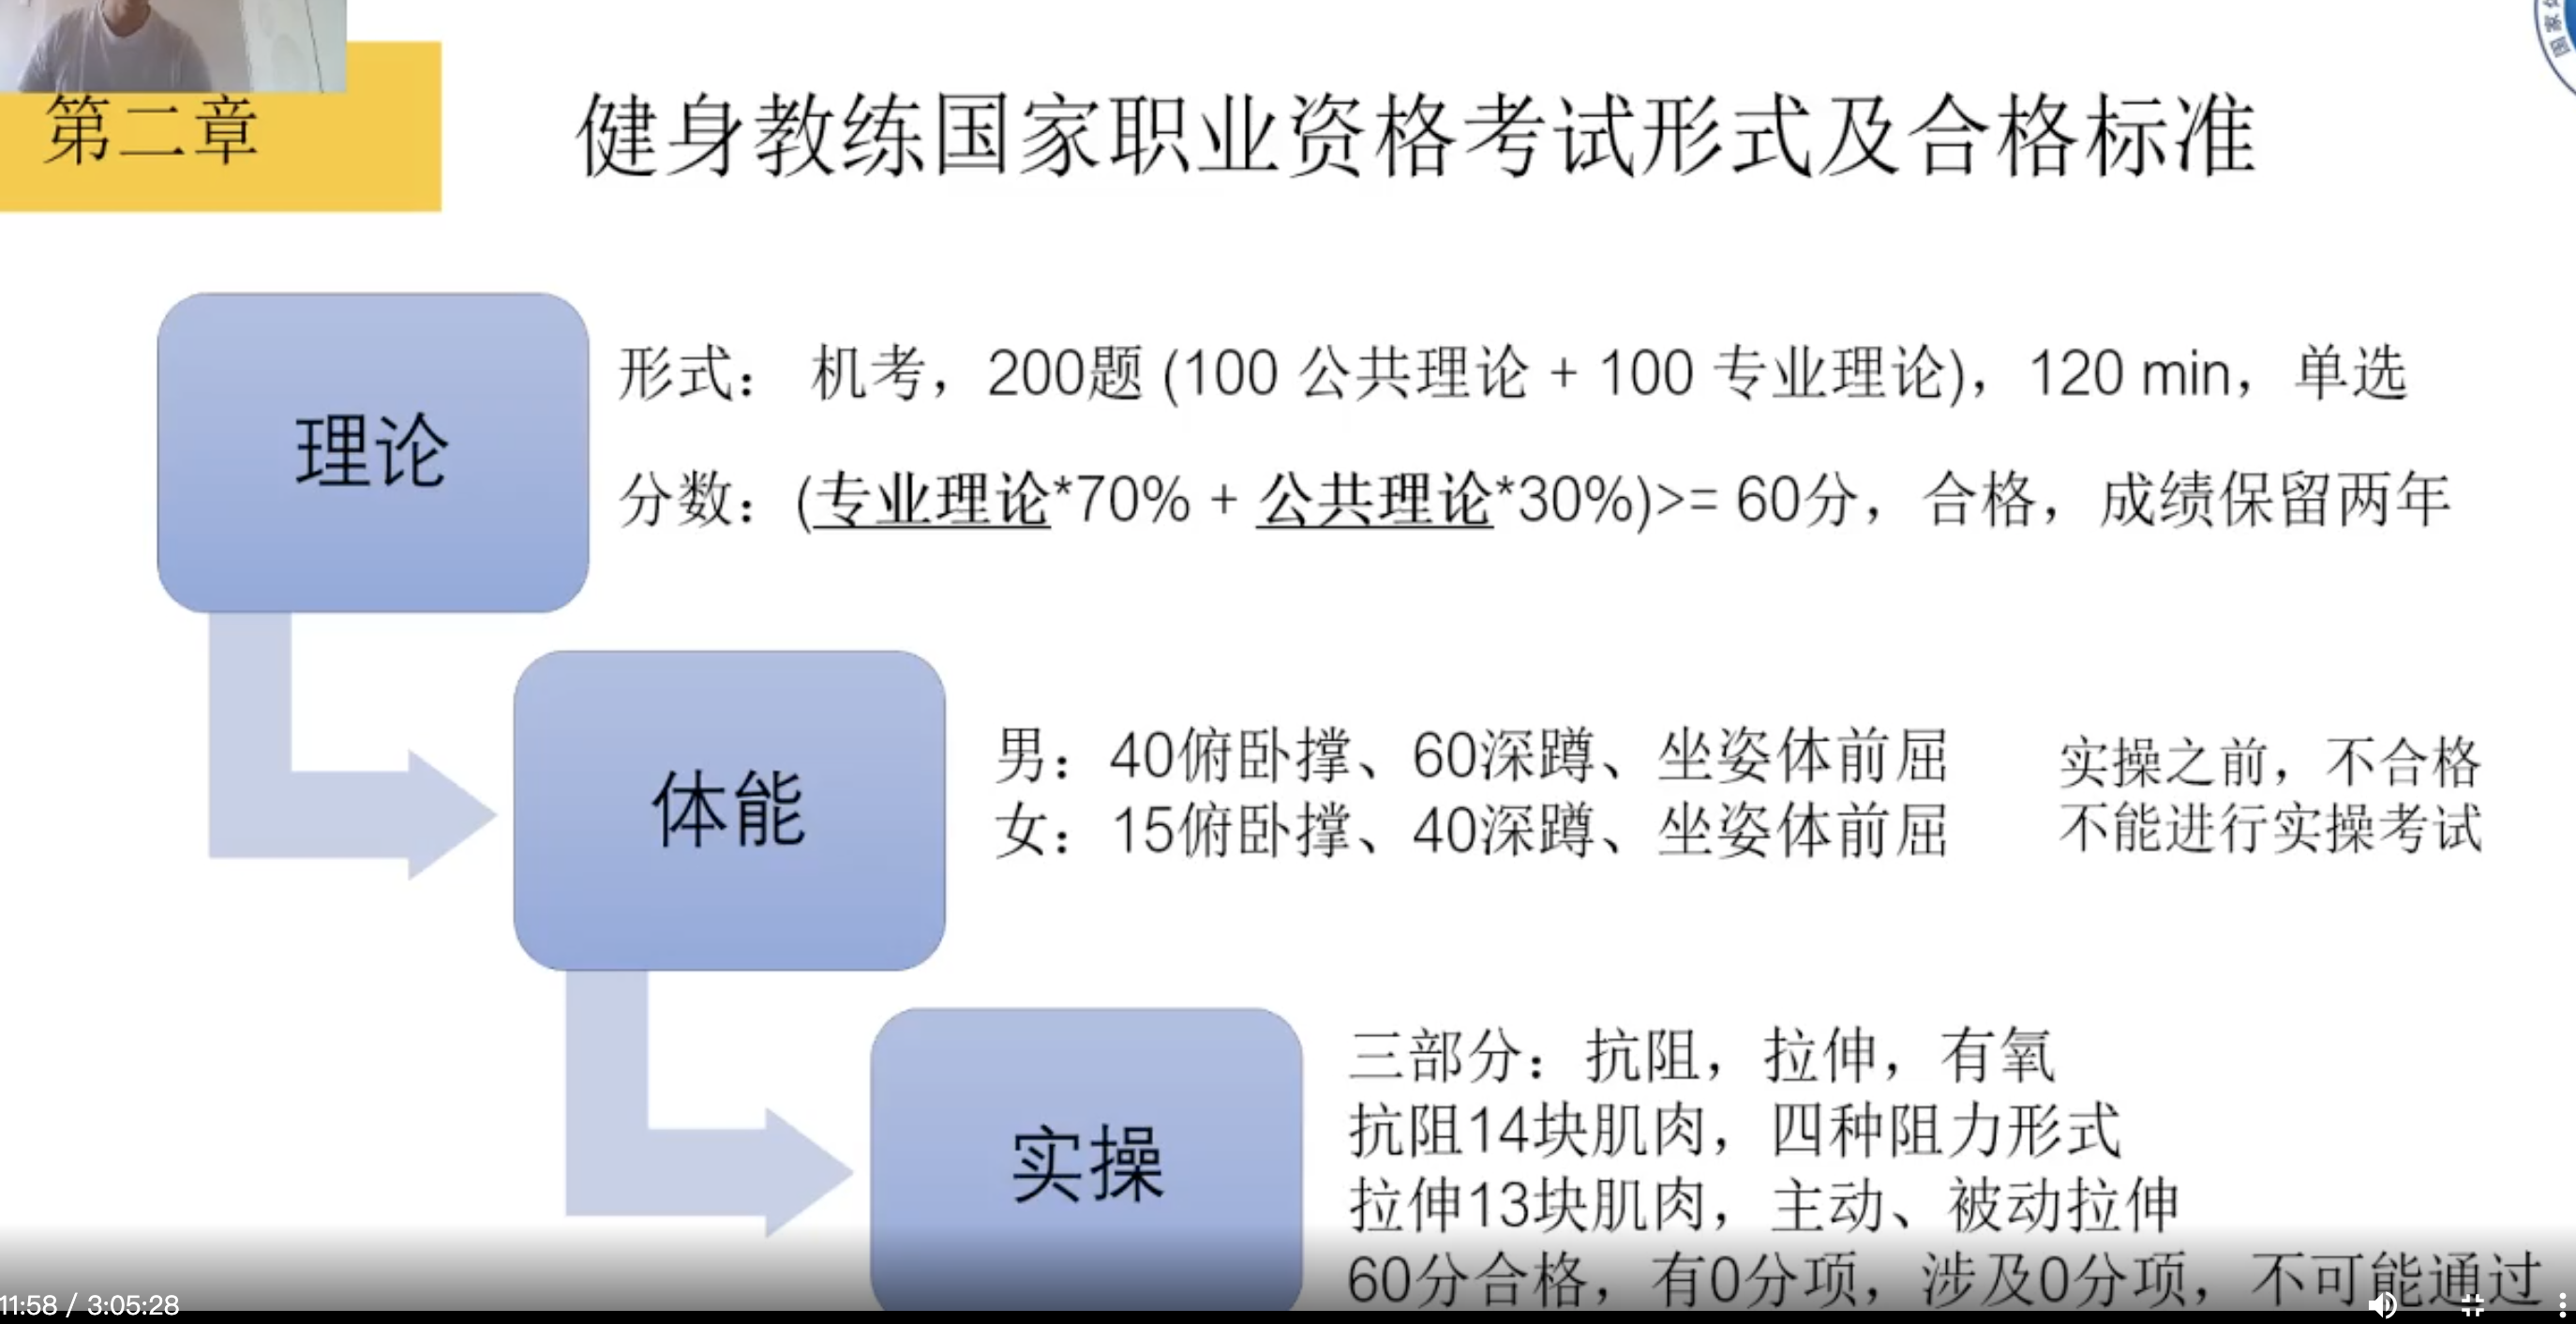 第二章
健身教练国家职业资格考试形式及合格标准
理论
形式： 机考，200题 (100 公共理论 + 100 专业理论)，120 min，单选
分数：(专业理论*70% + 公共理论*30%)>= 60分，合格，成绩保留两年
体能
男：40俯卧撑、60深蹲、坐姿体前屈
女：15俯卧撑、40深蹲、坐姿体前屈
实操之前，不合格
不能进行实操考试
实操
三部分：抗阻，拉伸，有氧
抗阻14块肌肉，四种阻力形式
拉伸13块肌肉，主动、被动拉伸
60分合格，有0分项，涉及0分项，不可能通过
11:58 / 3:05:28
国家